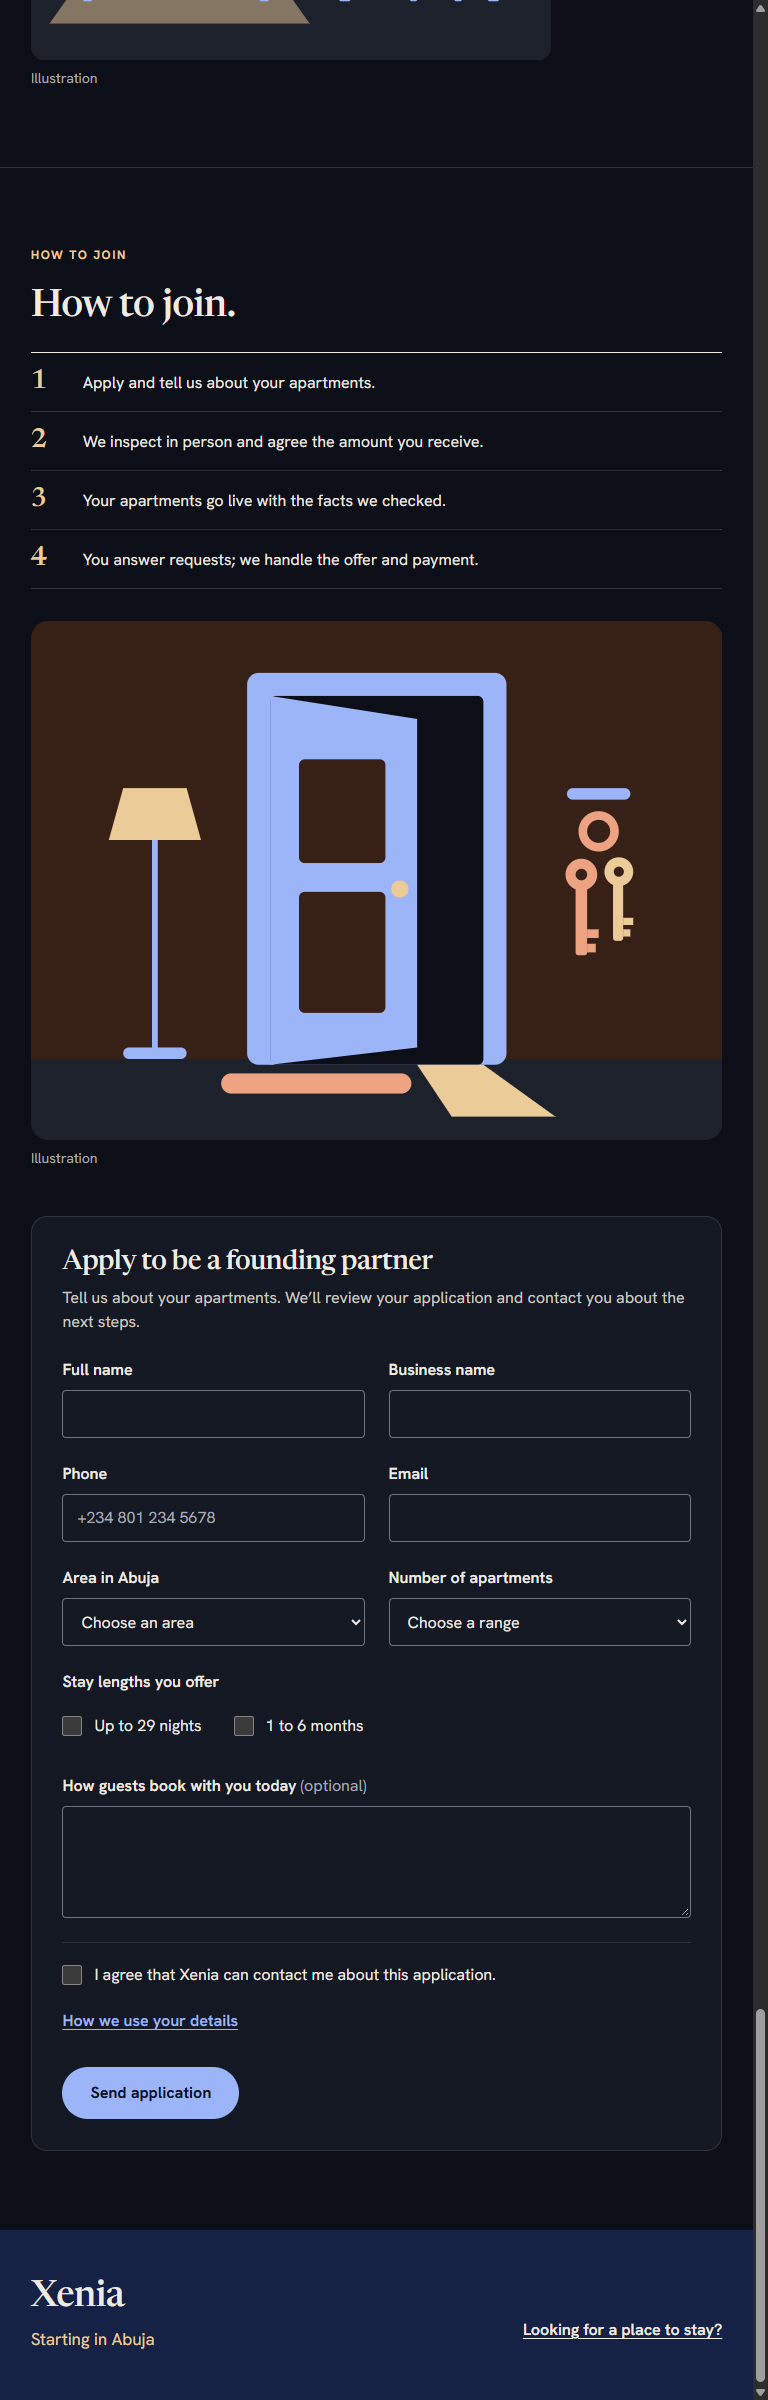 Illustration
HOW TO JOIN
How to join.
1 Apply and tell us about your apartments.
2 We inspect in person and agree the amount you receive.
3 Your apartments go live with the facts we checked.
4 You answer requests; we handle the offer and payment.
Illustration
Apply to be a founding partner
Tell us about your apartments. We’ll review your application and contact you about the
next steps.
Full name
Business name
Phone
Email
+234 801 234 5678
Area in Abuja
Number of apartments
Choose an area
Choose a range
Stay lengths you offer
Up to 29 nights
1 to 6 months
How guests book with you today (optional)
I agree that Xenia can contact me about this application.
How we use your details
Send application
Xenia
Starting in Abuja
Looking for a place to stay?